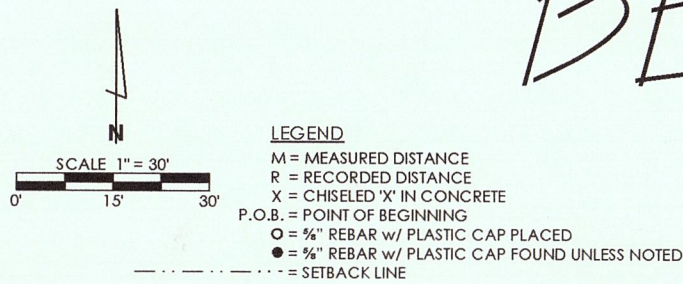 BE
N
SCALE 1" = 30'
0' 15' 30'
LEGEND
M = MEASURED DISTANCE
R = RECORDED DISTANCE
X = CHISELED 'X' IN CONCRETE
P.O.B. = POINT OF BEGINNING
O = ⅝" REBAR w/ PLASTIC CAP PLACED
● = ⅝" REBAR w/ PLASTIC CAP FOUND UNLESS NOTED
= SETBACK LINE